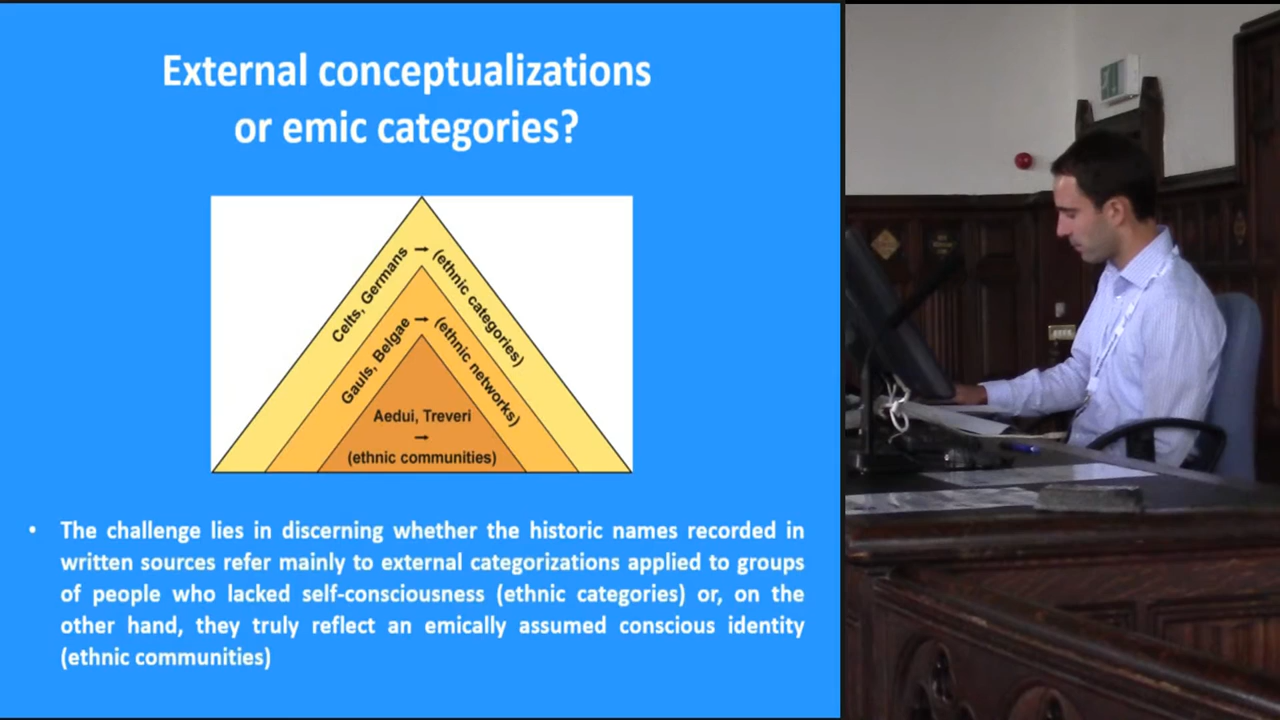 External conceptualizations
or emic categories?
Celts, Germans → (ethnic categories)
Gauls, Belgae → (ethnic networks)
Aedui, Treveri
→
(ethnic communities)
• The challenge lies in discerning whether the historic names recorded in
written sources refer mainly to external categorizations applied to groups
of people who lacked self-consciousness (ethnic categories) or, on the
other hand, they truly reflect an emically assumed conscious identity
(ethnic communities)